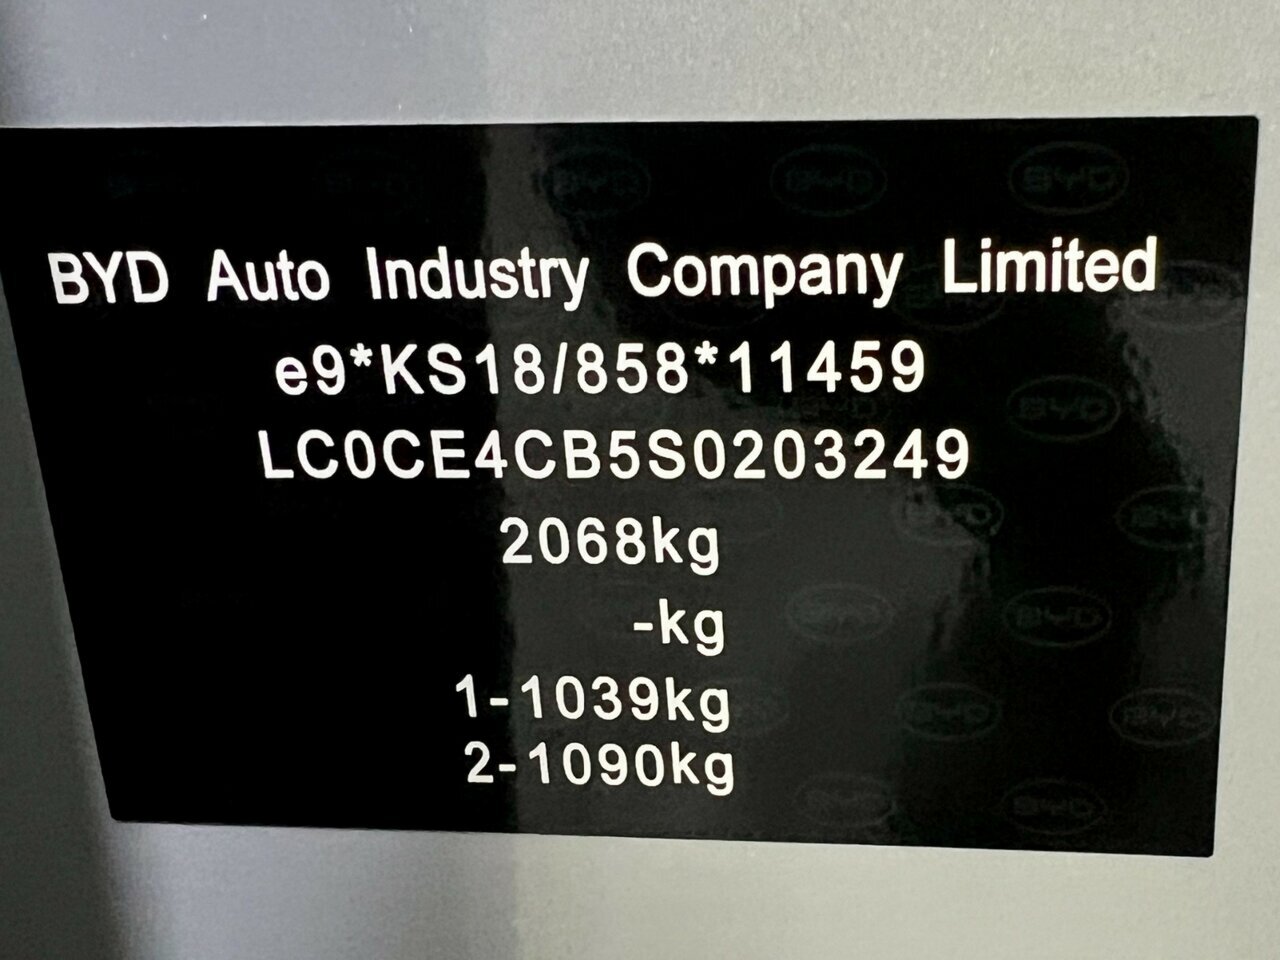 BYD Auto Industry Company Limited
e9*KS18/858*11459
LC0CE4CB5S0203249
2068kg
-kg
1-1039kg
2-1090kg